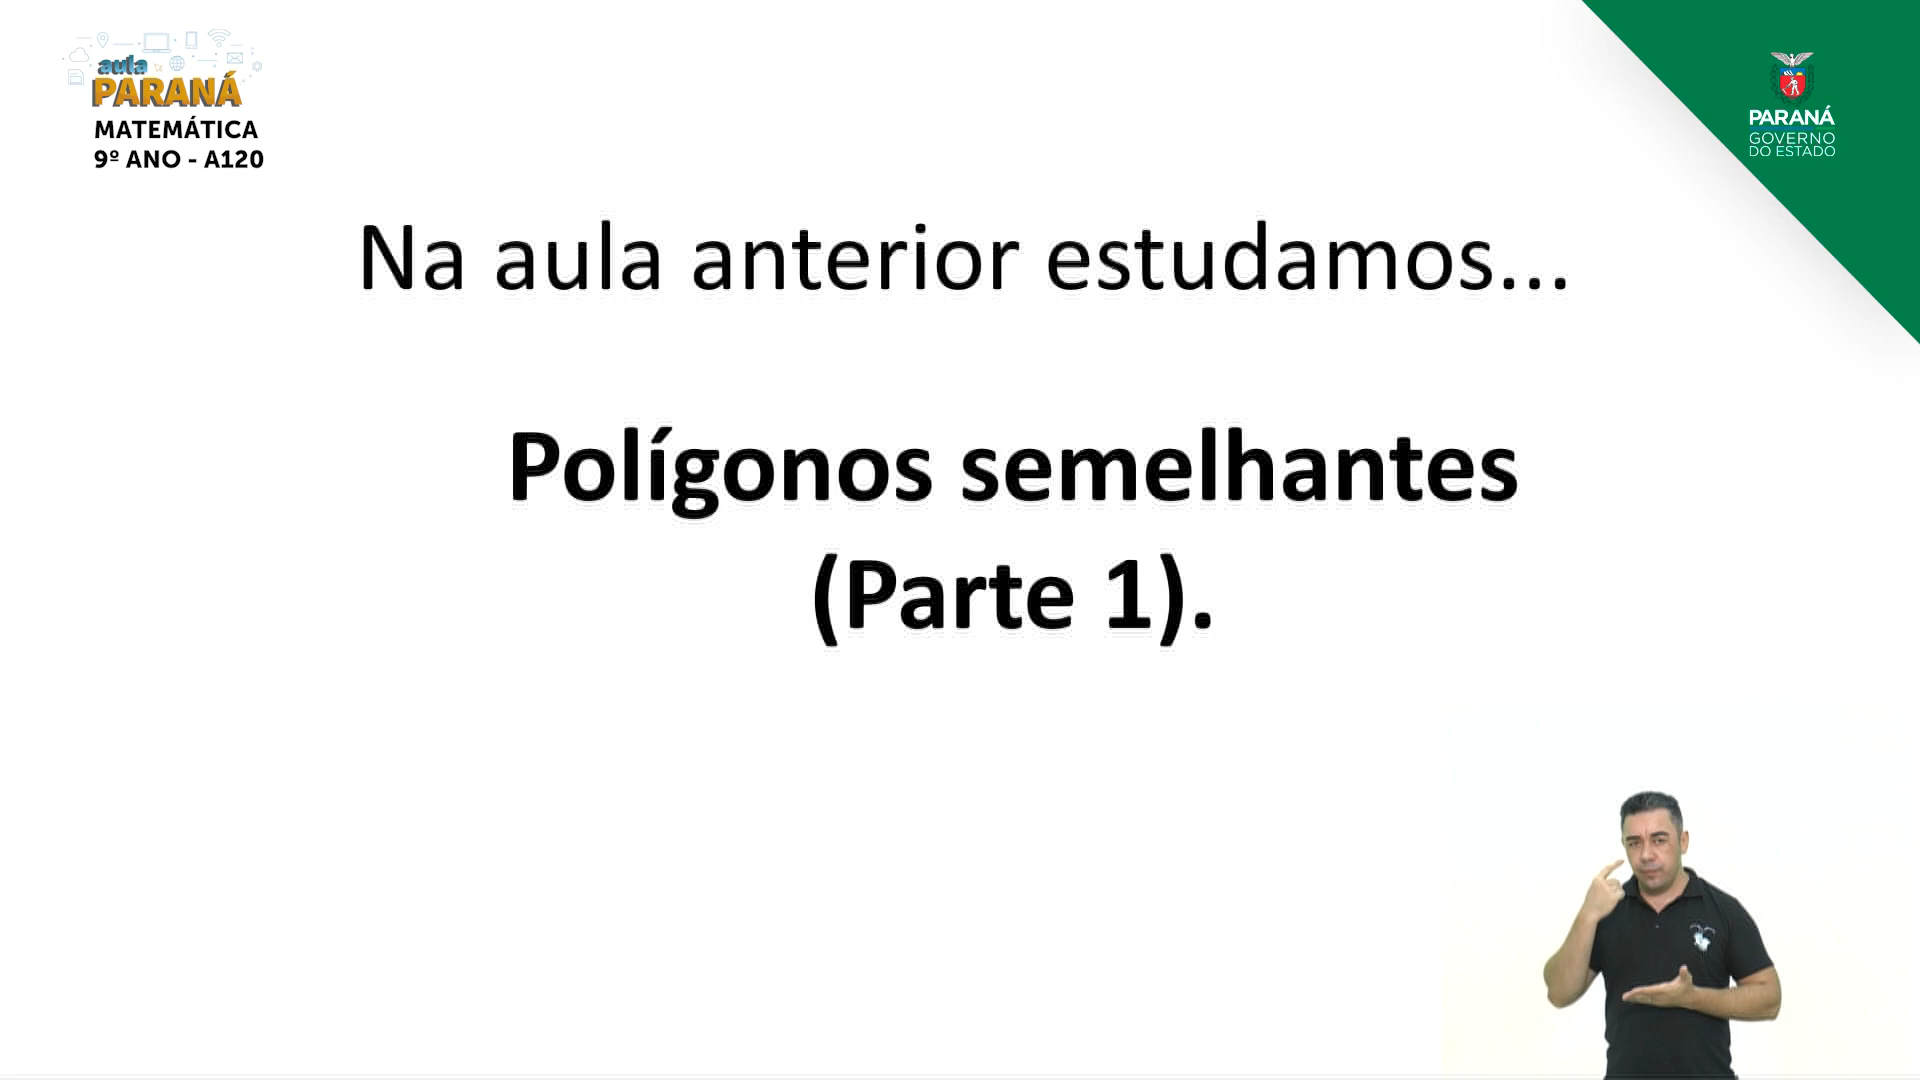 aula
PARANÁ
MATEMÁTICA
9º ANO - A120
PARANÁ
GOVERNO
DO ESTADO
Na aula anterior estudamos...
Polígonos semelhantes
(Parte 1).